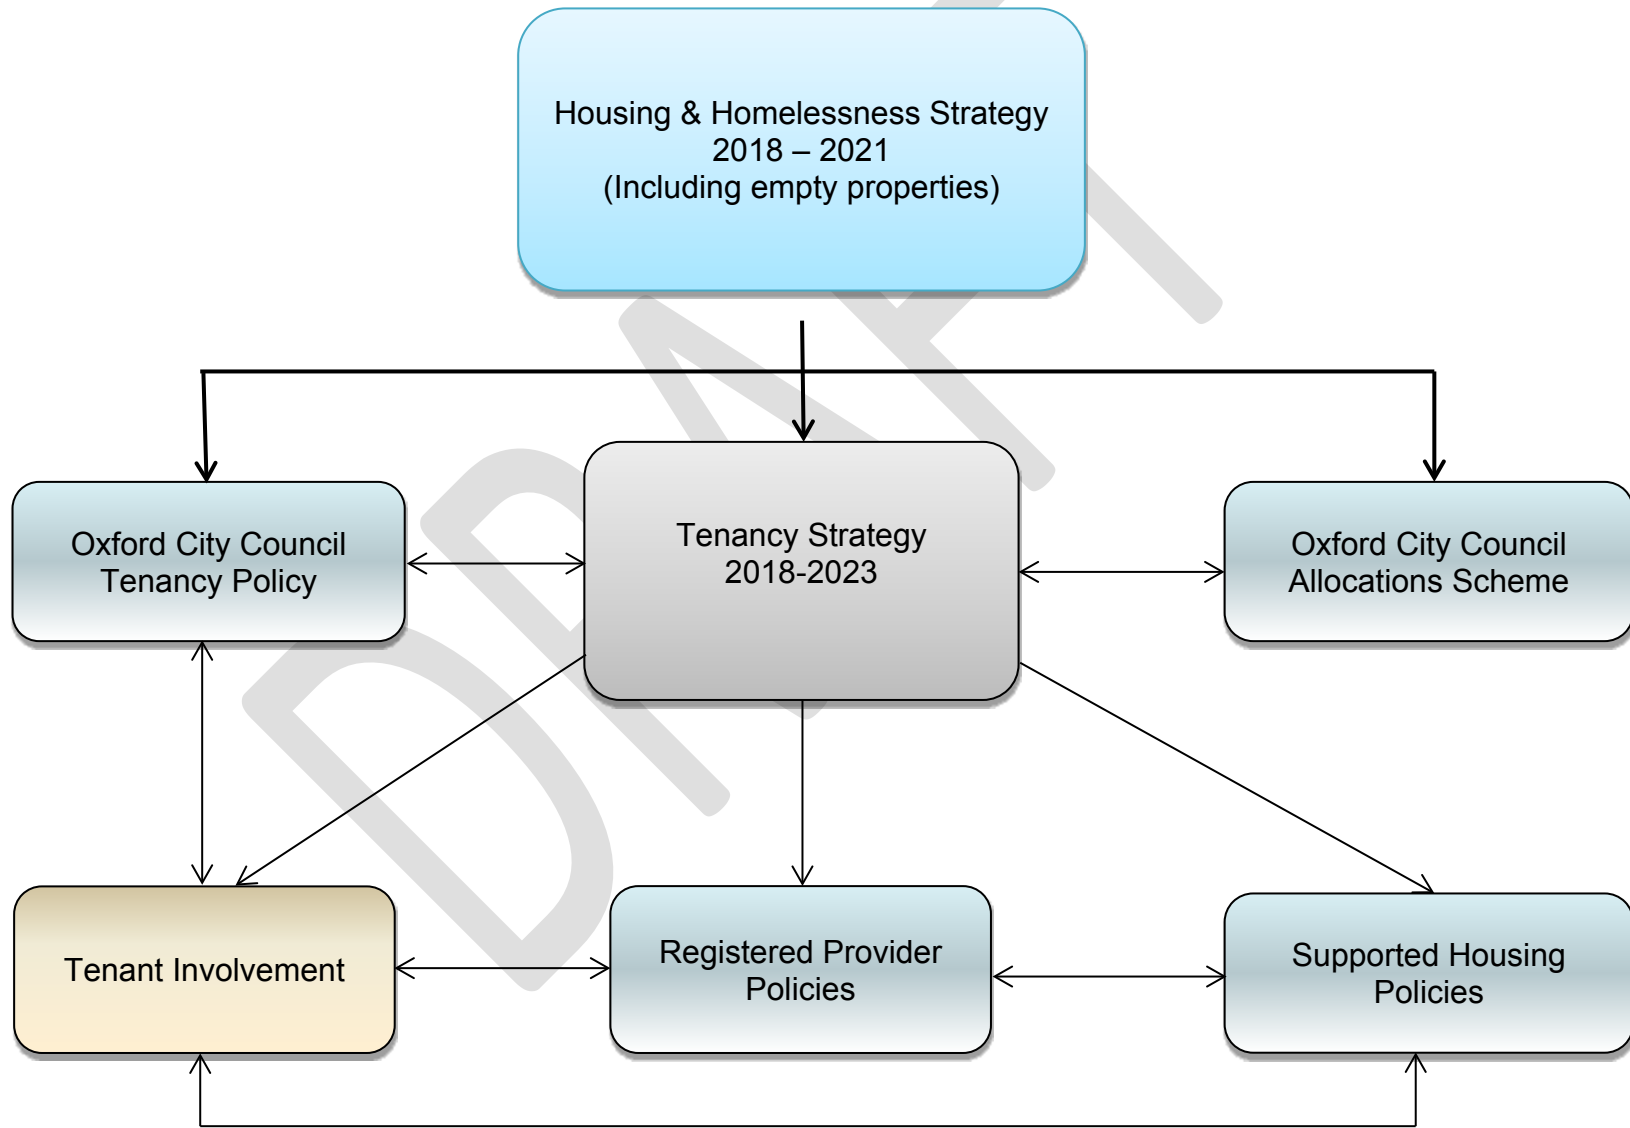 Housing & Homelessness Strategy
2018 – 2021
(Including empty properties)
Oxford City Council
Tenancy Policy
Tenancy Strategy
2018-2023
Oxford City Council
Allocations Scheme
Tenant Involvement
Registered Provider
Policies
Supported Housing
Policies
DRAFT